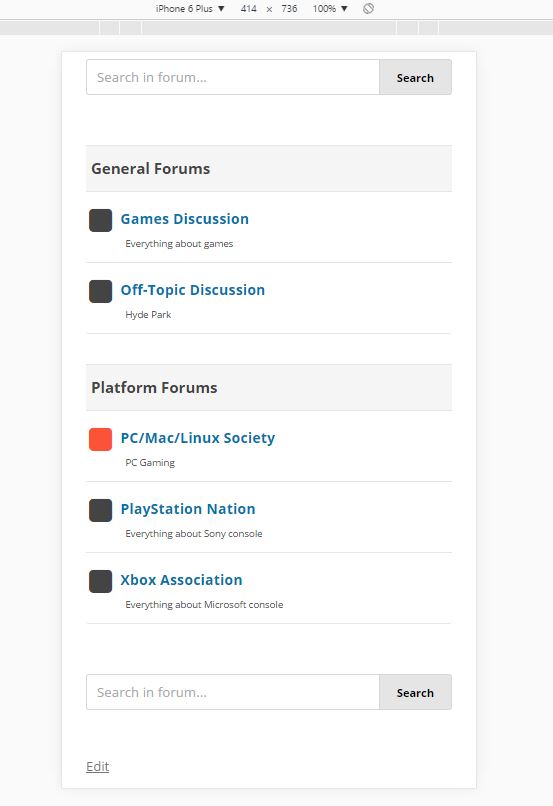 iPhone 6 Plus ▼ 414 × 736 100% ▼
Search in forum...
Search
General Forums
Games Discussion
Everything about games
Off-Topic Discussion
Hyde Park
Platform Forums
PC/Mac/Linux Society
PC Gaming
PlayStation Nation
Everything about Sony console
Xbox Association
Everything about Microsoft console
Search in forum...
Search
Edit